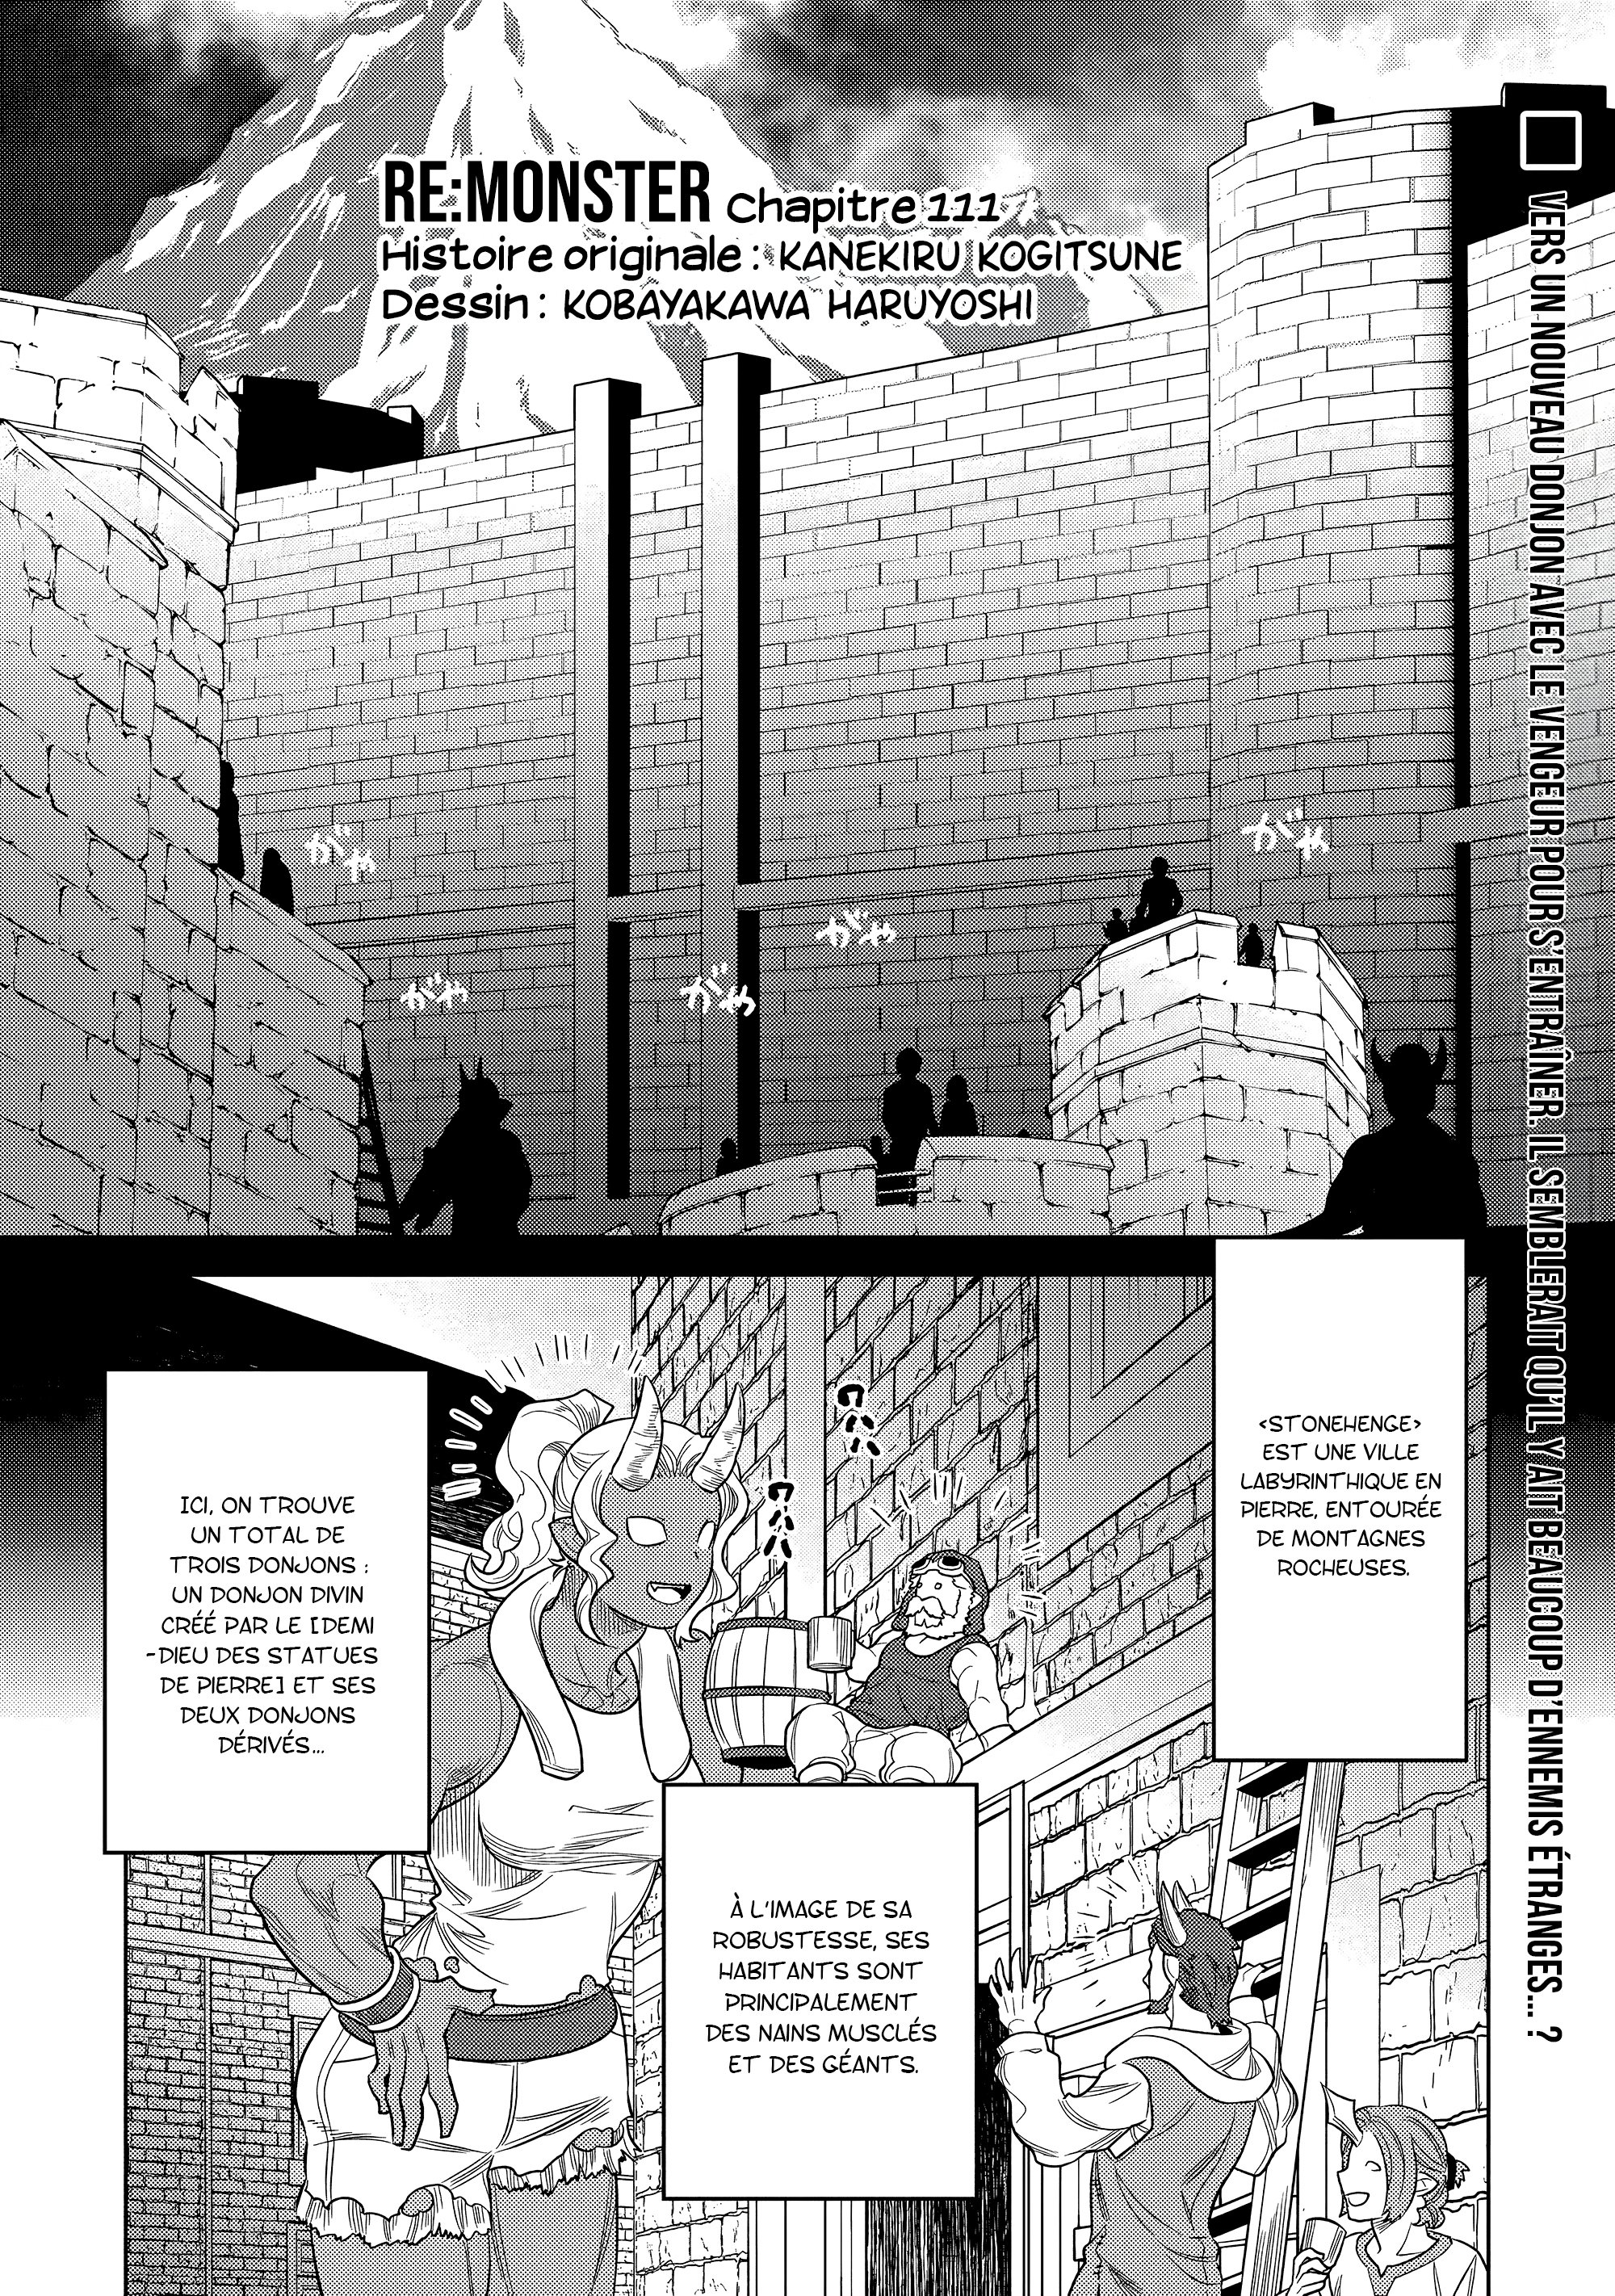 RE:MONSTER Chapitre 111
Histoire originale : KANEKIRU KOGITSUNE
Dessin : KOBAYAKAWA HARUYOSHI
VERS UN NOUVEAU DONJON AVEC LE VENGEUR POUR S'ENTRAÎNER. IL SEMBLERAIT QU'IL Y AIT BEAUCOUP D'ENNEMIS ÉTRANGES... ?
がや
がや
がや
がや
がや
<STONEHENGE>
EST UNE VILLE
LABYRINTHIQUE EN
PIERRE, ENTOURÉE
DE MONTAGNES
ROCHEUSES.
ワハハ
ワハハ
À L'IMAGE DE SA
ROBUSTESSE, SES
HABITANTS SONT
PRINCIPALEMENT
DES NAINS MUSCLÉS
ET DES GÉANTS.
ICI, ON TROUVE
UN TOTAL DE
TROIS DONJONS :
UN DONJON DIVIN
CRÉÉ PAR LE [DEMI
-DIEU DES STATUES
DE PIERRE] ET SES
DEUX DONJONS
DÉRIVÉS...